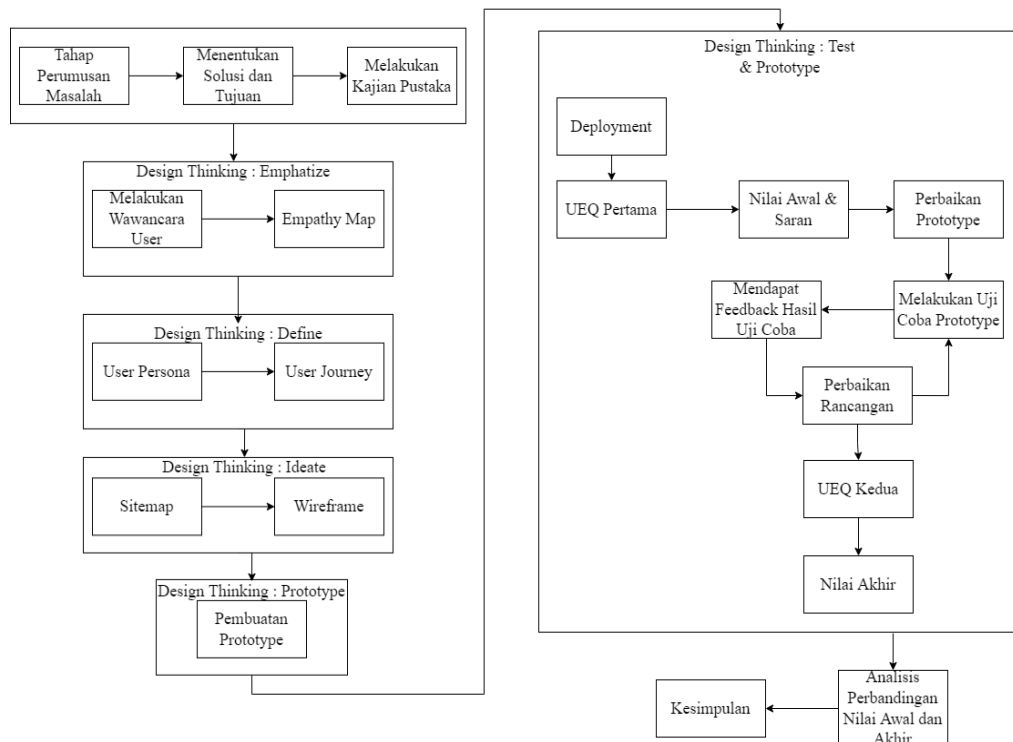 Tahap
Perumusan
Masalah
Menentukan
Solusi dan
Tujuan
Melakukan
Kajian Pustaka
Design Thinking : Emphatize
Melakukan
Wawancara
User
Empathy Map
Design Thinking : Define
User Persona
User Journey
Design Thinking : Ideate
Sitemap
Wireframe
Design Thinking : Prototype
Pembuatan
Prototype
Design Thinking : Test
& Prototype
Deployment
UEQ Pertama
Nilai Awal &
Saran
Perbaikan
Prototype
Melakukan Uji
Coba Prototype
Mendapat
Feedback Hasil
Uji Coba
Perbaikan
Rancangan
UEQ Kedua
Nilai Akhir
Analisis
Perbandingan
Nilai Awal dan
Akhir
Kesimpulan